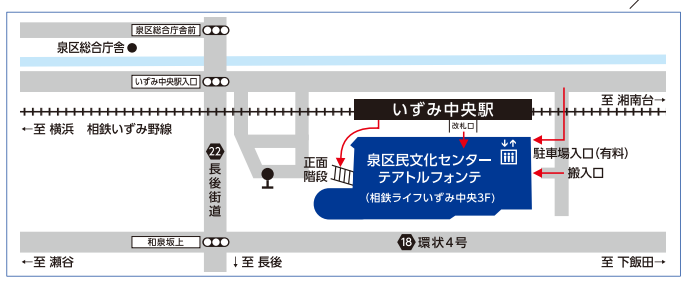 泉区総合庁舎前
泉区総合庁舎
いずみ中央駅入口
いずみ中央駅
至 湘南台→
←至 横浜 相鉄いずみ野線
改札口
22
長後街道
正面
階段
泉区民文化センター
テアトルフォンテ
(相鉄ライフいずみ中央3F)
駐車場入口(有料)
搬入口
和泉坂上
18 環状4号
←至 瀬谷
↓至 長後
至 下飯田→